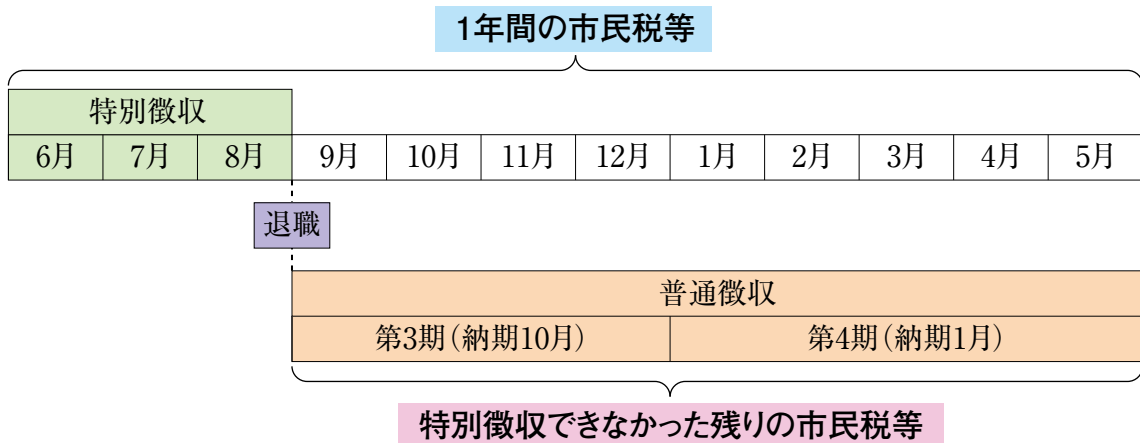 1年間の市民税等
特別徴収
6月 7月 8月 9月 10月 11月 12月 1月 2月 3月 4月 5月
退職
普通徴収
第3期(納期10月) 第4期(納期1月)
特別徴収できなかった残りの市民税等